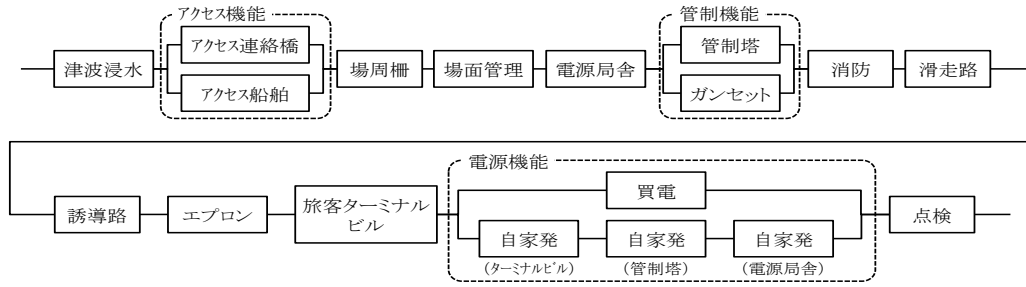 アクセス機能
管制機能
津波浸水
アクセス連絡橋
アクセス船舶
場周柵
場面管理
電源局舎
管制塔
ガンセット
消防
滑走路
電源機能
誘導路
エプロン
旅客ターミナル
ビル
買電
自家発
(ターミナルビル)
自家発
(管制塔)
自家発
(電源局舎)
点検